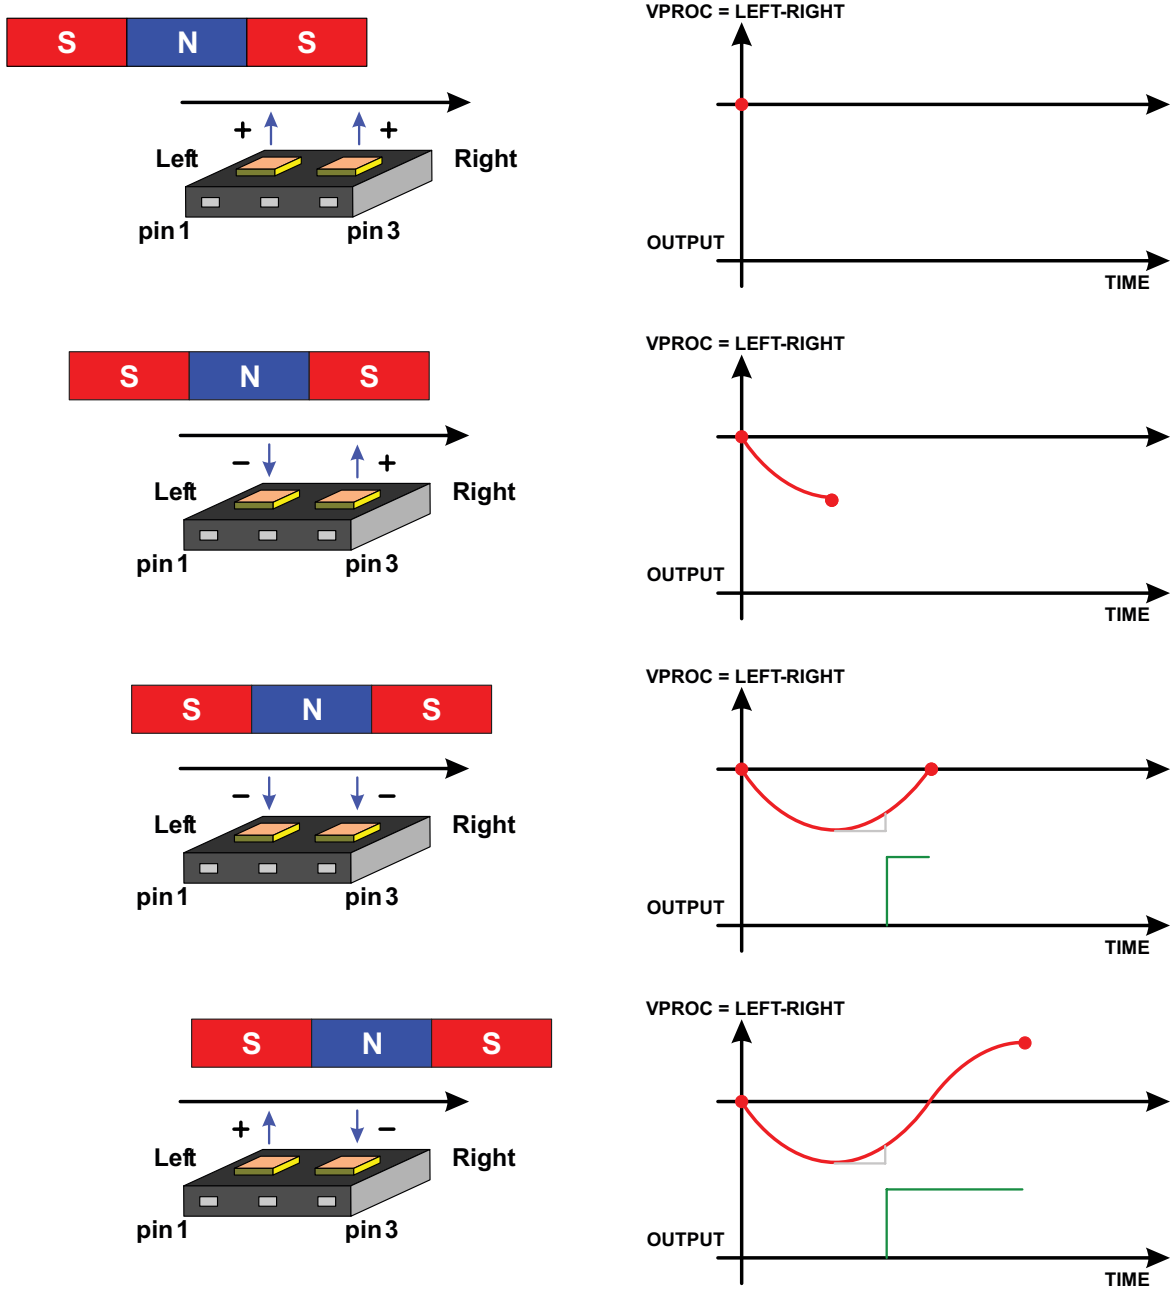 VPROC = LEFT-RIGHT
S N S
+ +
Left Right
pin 1 pin 3
OUTPUT
TIME
VPROC = LEFT-RIGHT
S N S
− +
Left Right
pin 1 pin 3
OUTPUT
TIME
VPROC = LEFT-RIGHT
S N S
− −
Left Right
pin 1 pin 3
OUTPUT
TIME
VPROC = LEFT-RIGHT
S N S
+ −
Left Right
pin 1 pin 3
OUTPUT
TIME